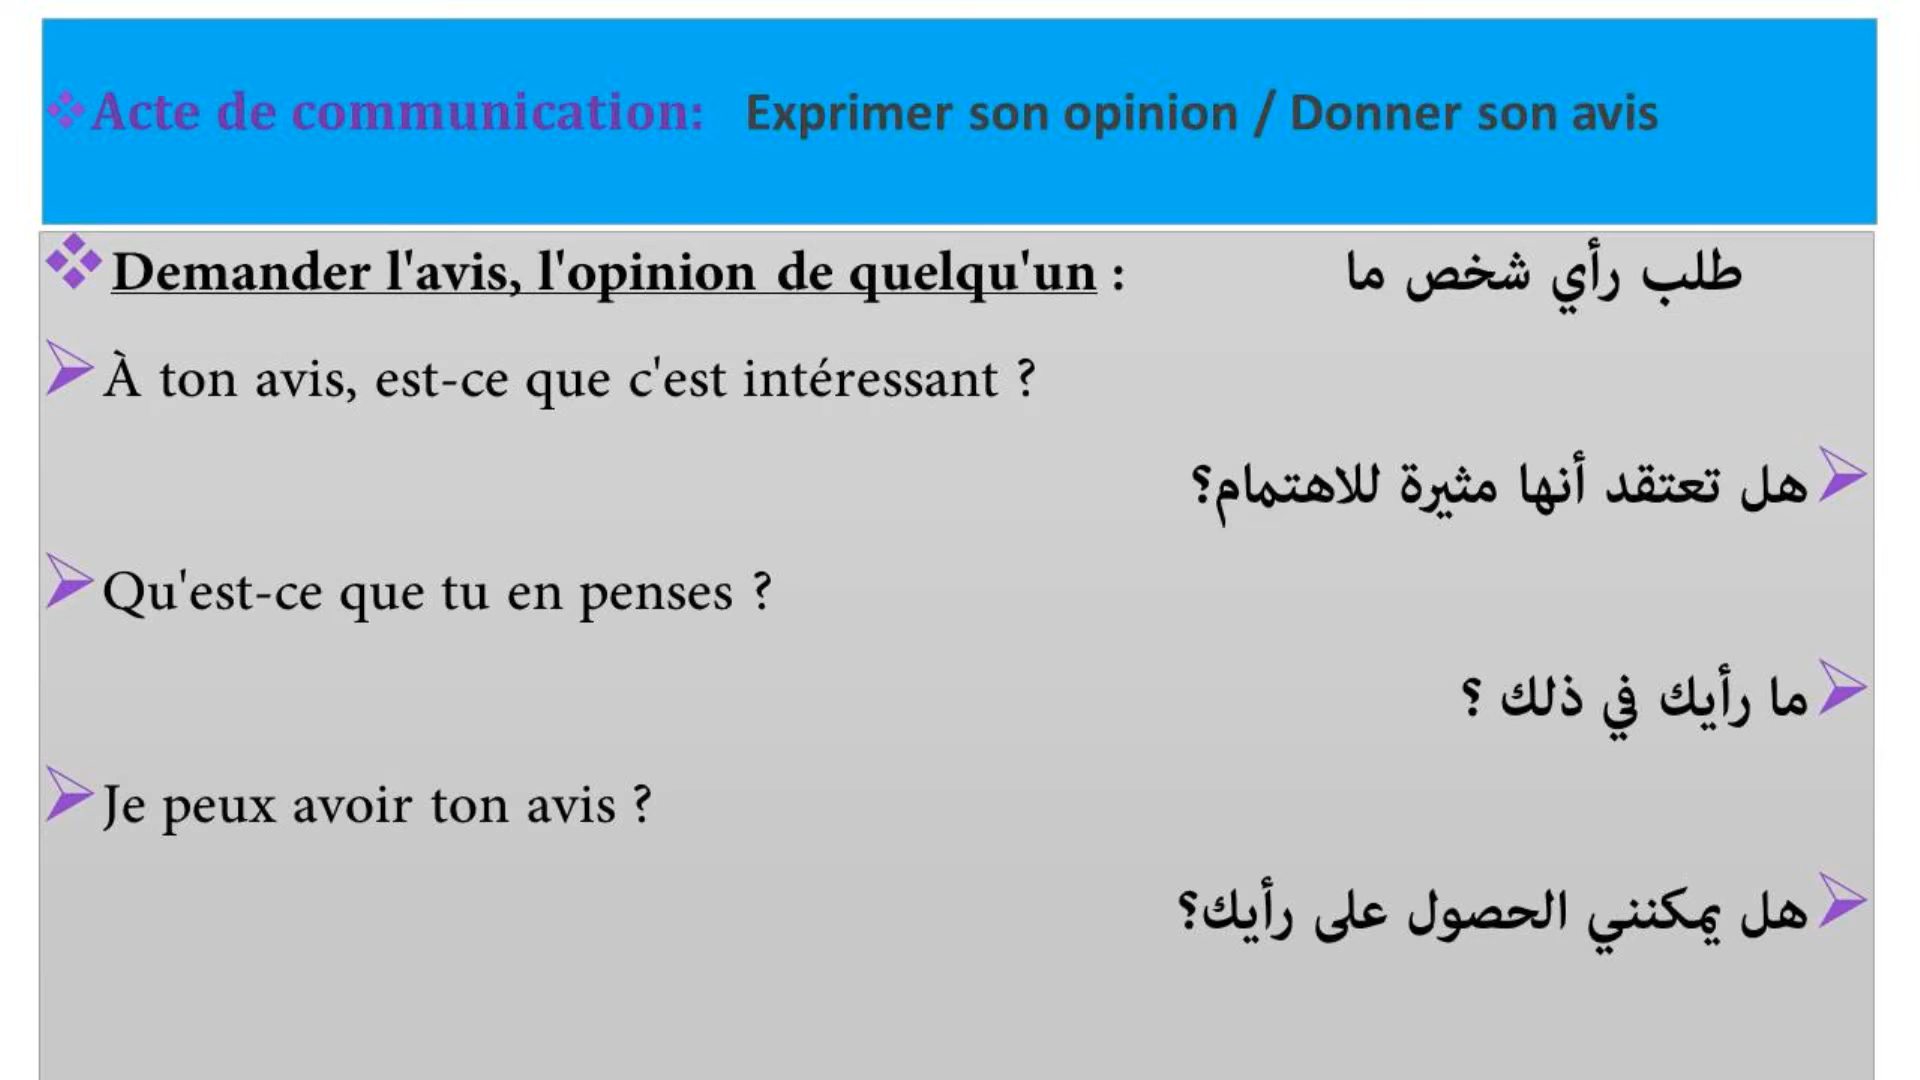 Acte de communication: Exprimer son opinion / Donner son avis
Demander l'avis, l'opinion de quelqu'un : طلب رأي شخص ما
À ton avis, est-ce que c'est intéressant ?
هل تعتقد أنها مثيرة للاهتمام؟
Qu'est-ce que tu en penses ?
ما رأيك في ذلك ؟
Je peux avoir ton avis ?
هل يمكنني الحصول على رأيك؟